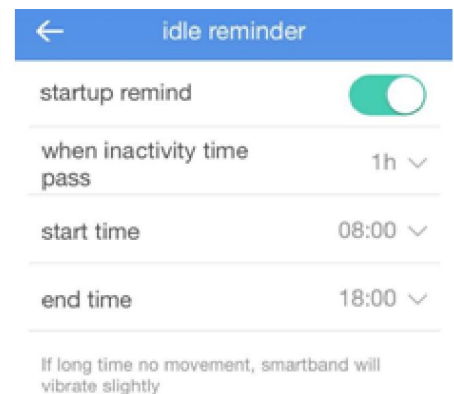 idle reminder
startup remind
when inactivity time
pass
1h
start time
08:00
end time
18:00
If long time no movement, smartband will
vibrate slightly